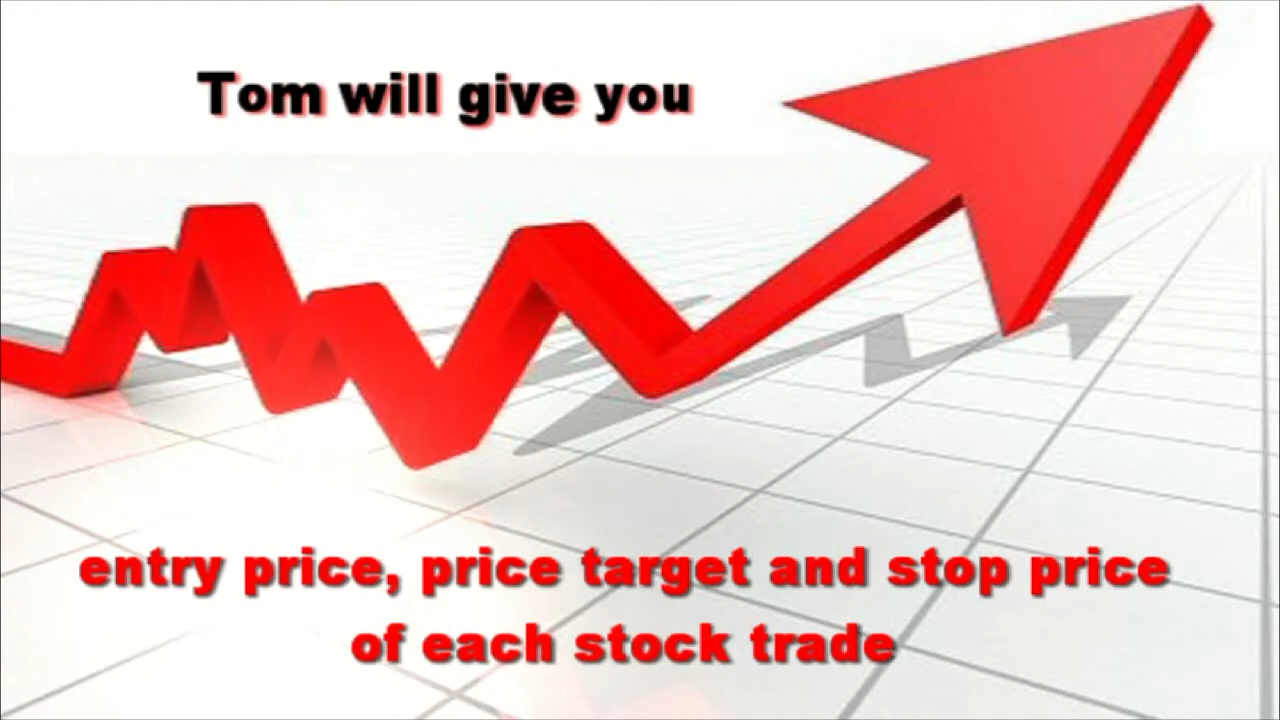 Tom will give you
entry price, price target and stop price
of each stock trade